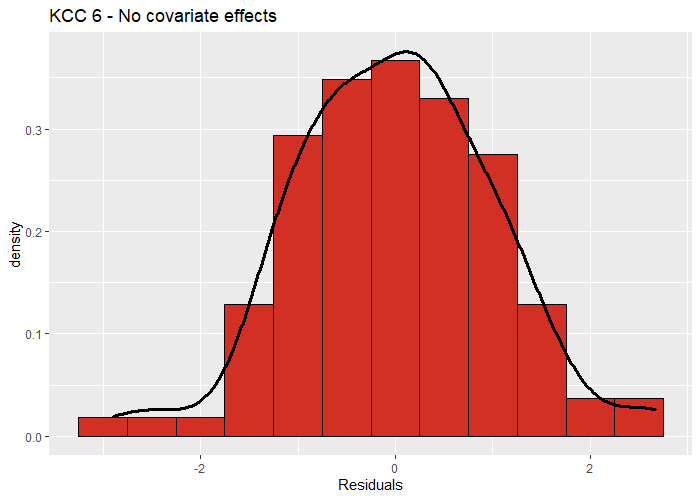 KCC 6 - No covariate effects
density
0.3
0.2
0.1
0.0
-2
0
2
Residuals